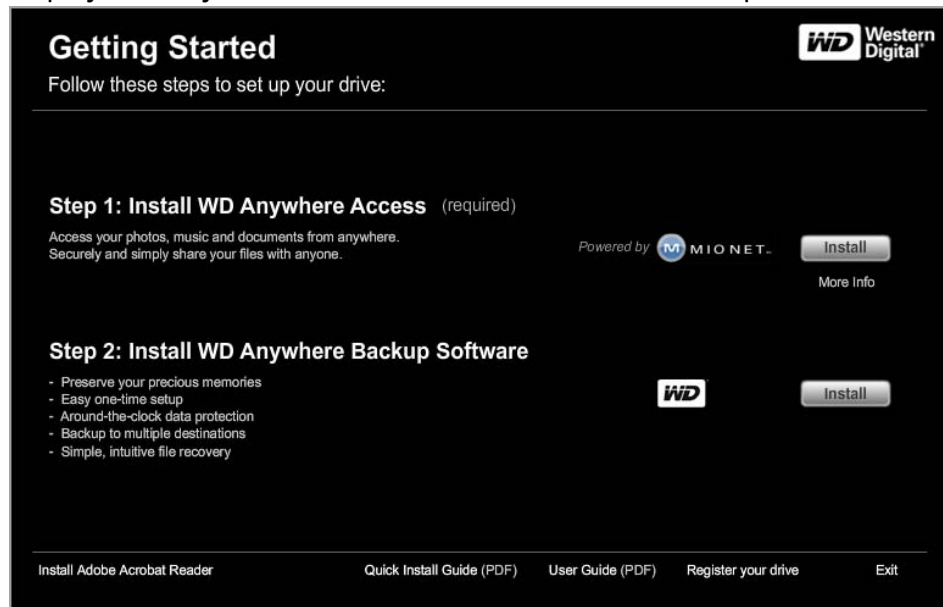 Getting Started
WD Western Digital®
Follow these steps to set up your drive:
Step 1: Install WD Anywhere Access (required)
Access your photos, music and documents from anywhere.
Securely and simply share your files with anyone.
Powered by M MIONET™
Install
More Info
Step 2: Install WD Anywhere Backup Software
- Preserve your precious memories
- Easy one-time setup
- Around-the-clock data protection
- Backup to multiple destinations
- Simple, intuitive file recovery
WD
Install
Install Adobe Acrobat Reader Quick Install Guide (PDF) User Guide (PDF) Register your drive Exit